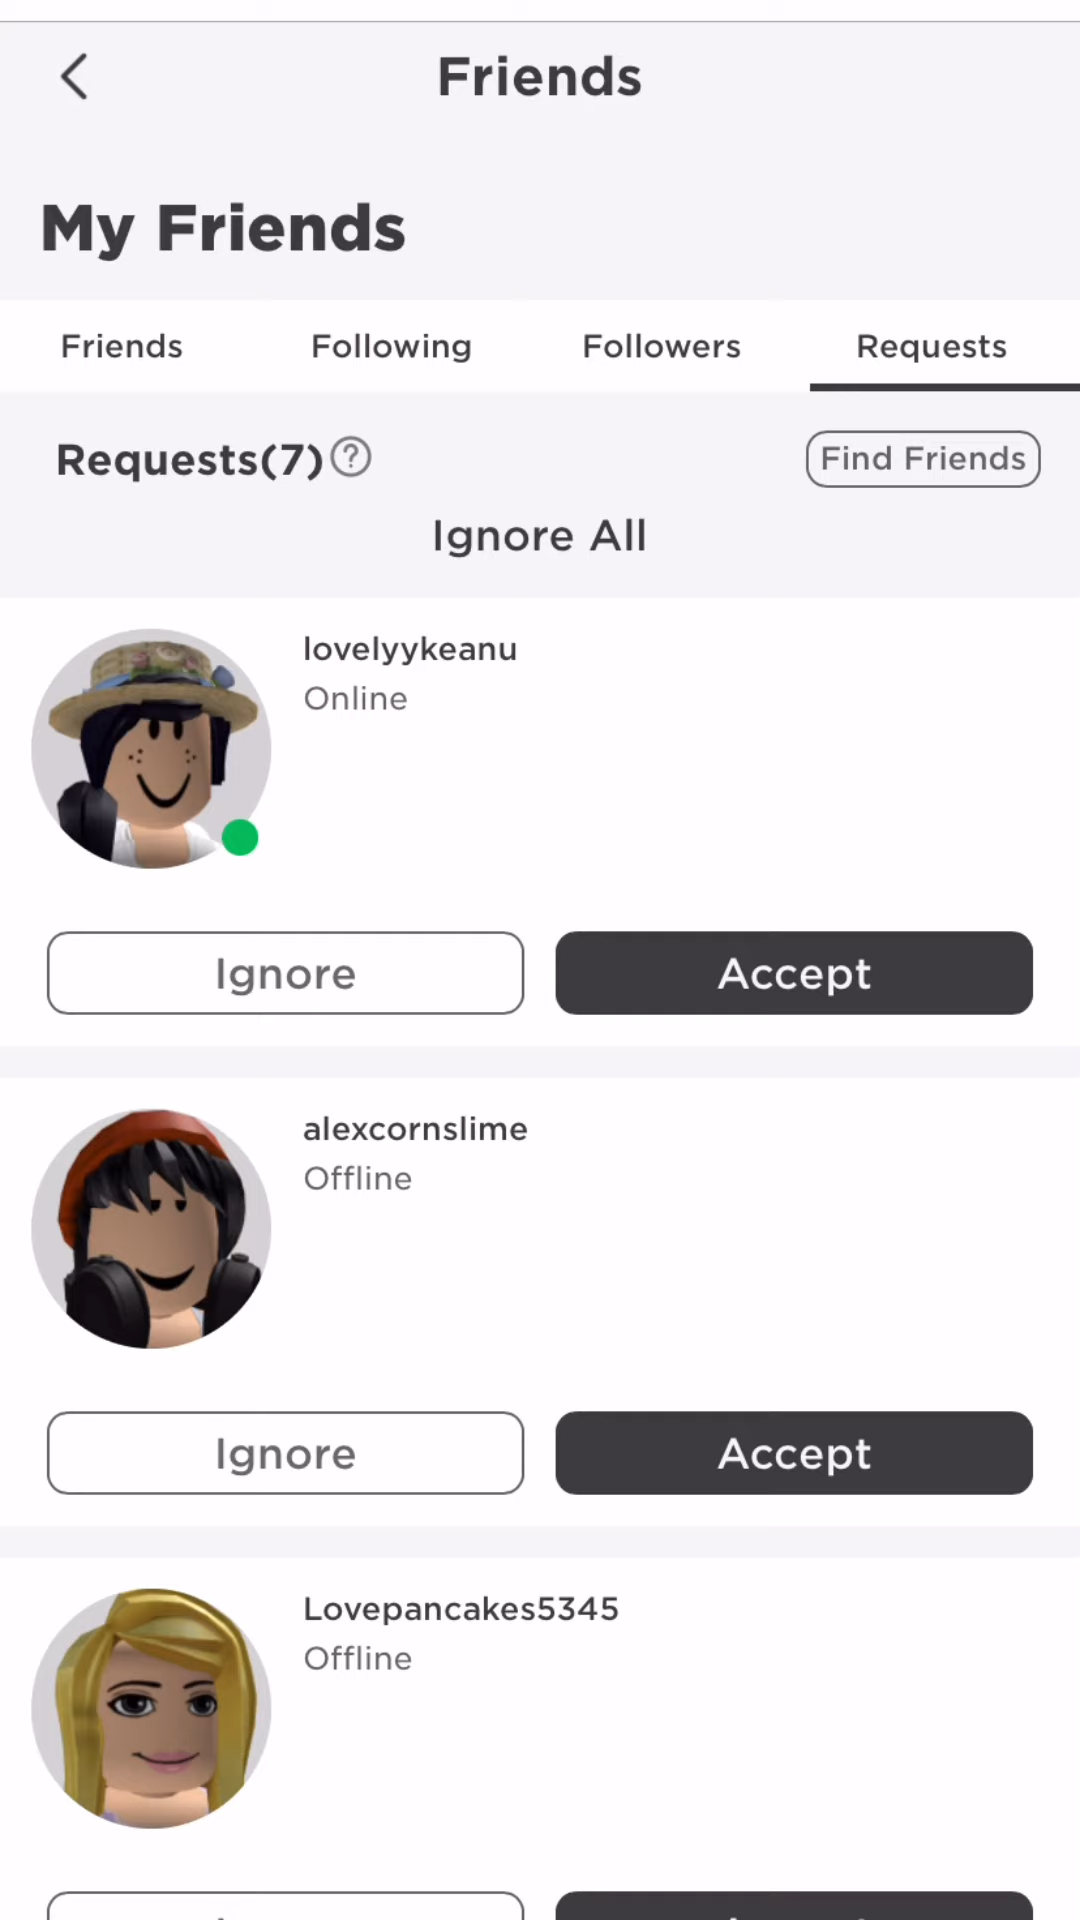 Friends
My Friends
Friends Following Followers Requests
Requests(7) ? Find Friends
Ignore All
lovelyykeanu
Online
Ignore Accept
alexcornslime
Offline
Ignore Accept
Lovepancakes5345
Offline